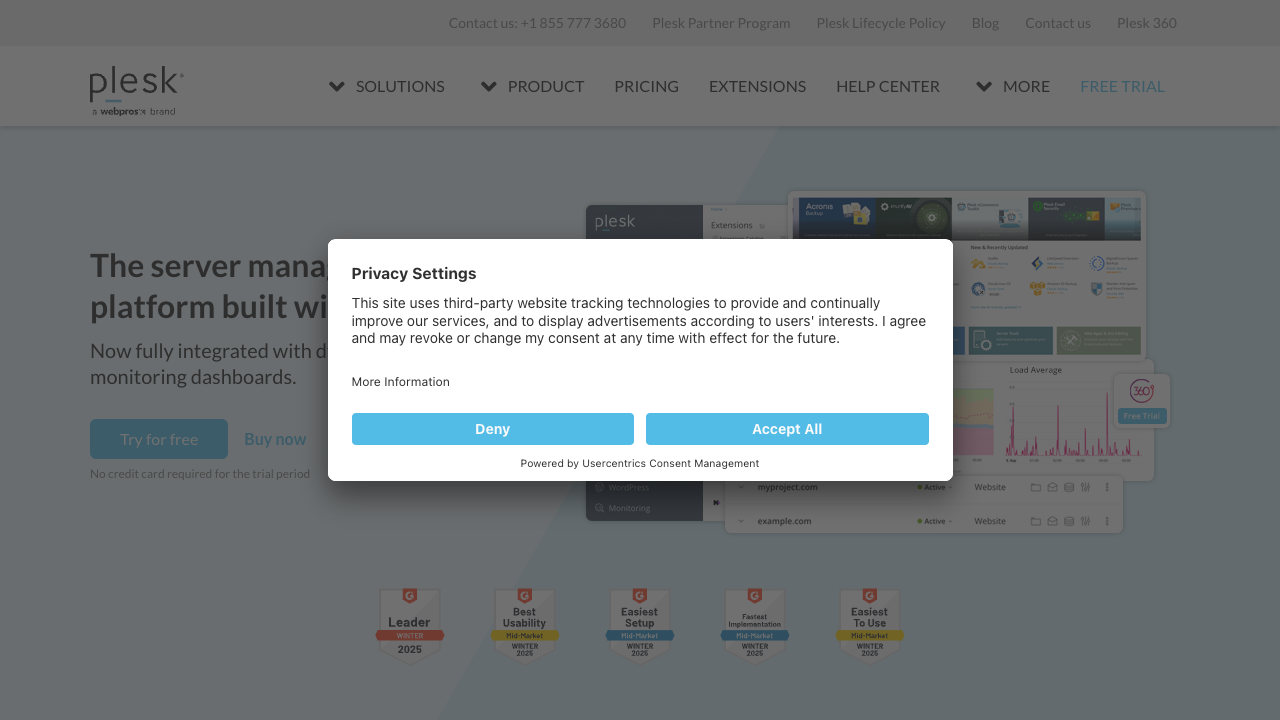 Contact us: +1 855 777 3680 Plesk Partner Program Plesk Lifecycle Policy Blog Contact us Plesk 360
plesk
a webpros brand
SOLUTIONS PRODUCT PRICING EXTENSIONS HELP CENTER MORE FREE TRIAL
The server mana
platform built wi
Now fully integrated with d
monitoring dashboards.
Try for free Buy now
No credit card required for the trial period
plesk
Extensions
Acronis
Backup
New & Recently Updated
Privacy Settings
This site uses third-party website tracking technologies to provide and continually
improve our services, and to display advertisements according to users' interests. I agree
and may revoke or change my consent at any time with effect for the future.
More Information
Deny Accept All
Powered by Usercentrics Consent Management
Load Average
360
Free Trial
WordPress
Monitoring
myproject.com Active Website
example.com Active Website
Leader
WINTER
2025
Best
Usability
Mid-Market
WINTER
2025
Easiest
Setup
Mid-Market
WINTER
2025
Fastest
Implementation
Mid-Market
WINTER
2025
Easiest
To Use
Mid-Market
WINTER
2025